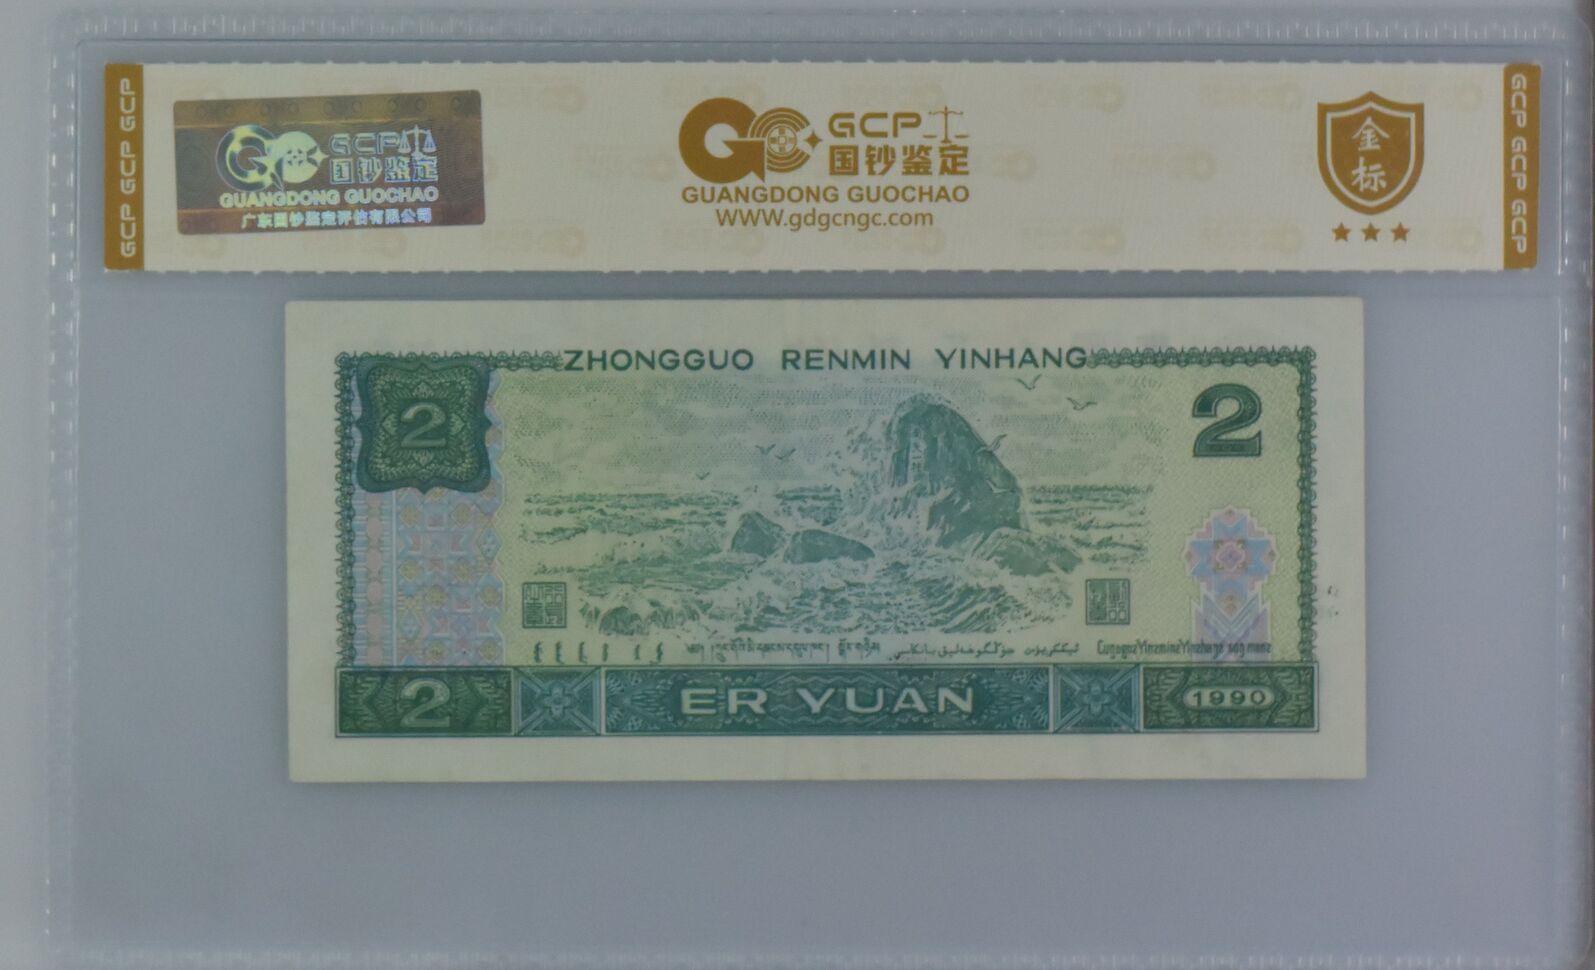 GCP GCP GCP
GCP
国钞鉴定
GUANGDONG GUOCHAO
广东国钞鉴定评估有限公司
GCP
国钞鉴定
GUANGDONG GUOCHAO
WWW.gdgcngc.com
金标
GCP GCP GCP
ZHONGGUO RENMIN YINHANG
2
2
2
ER YUAN
1990